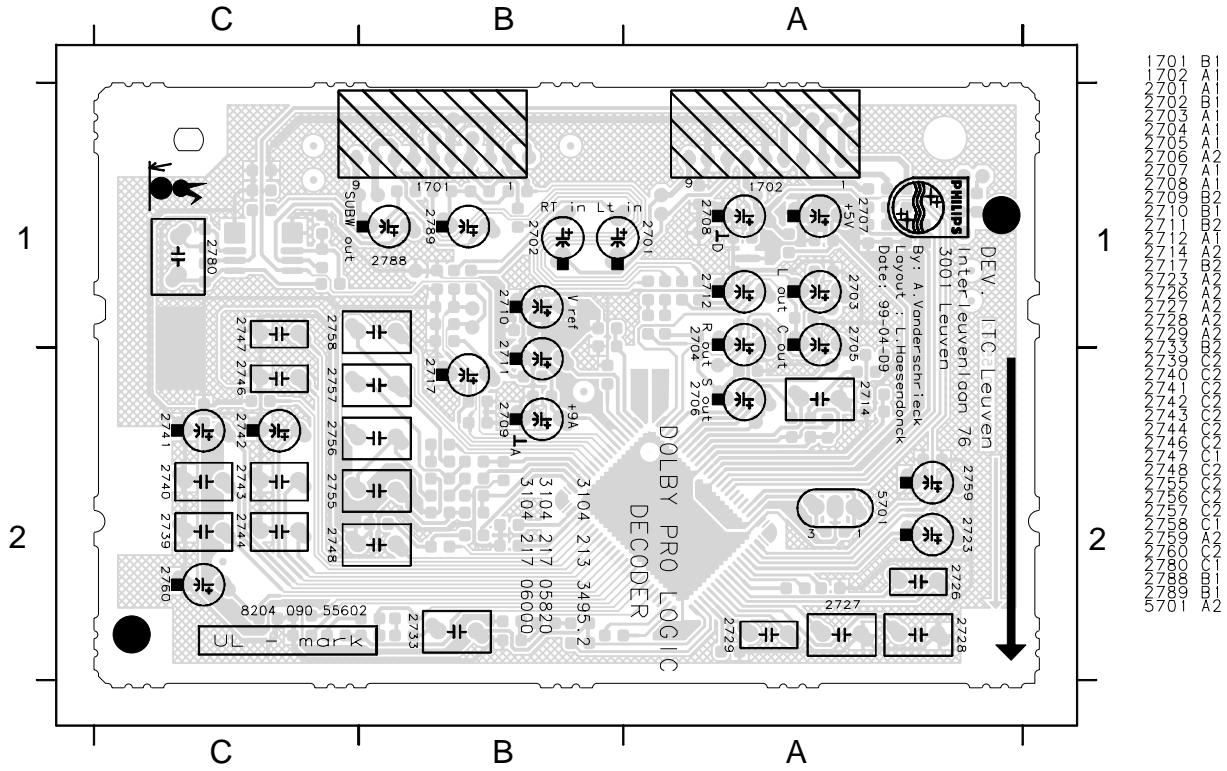 C B A
1701 B1
1702 A1
2701 A1
2702 B1
2703 A1
2704 A1
2705 A1
2706 A2
2707 A1
2708 A1
2709 B2
2710 B1
2711 B2
2712 A1
2714 A2
2717 B2
2723 A2
2726 A2
2727 A2
2728 A2
2729 A2
2733 B2
2739 C2
2740 C2
2741 C2
2742 C2
2743 C2
2744 C2
2746 C2
2747 C1
2748 C2
2755 C2
2756 C2
2757 C2
2758 C1
2759 A2
2760 C2
2780 C1
2788 B1
2789 B1
5701 A2
9 1701 1
9 1702 1
SUBW out
2788
2789
RT in Lt in
2702
2701
2708
D
+5V
2707
PHILIPS
1
1
2780
2710
V ref
2712
L out
2703
2747
2758
2711
2704
R out
C out
2705
2746
2757
2717
2706
S out
2714
2741
2742
2756
2709
+9A
A
DEV. ITC Leuven
Interleuvenlaan 76
3001 Leuven
By: A.Vanderschrieck
Layout : L.Haesendonck
Date: 99-04-09
2740
2743
2755
2759
5701
3 1
2
2
2739
2744
2748
2723
2760
DOLBY PRO LOGIC
DECODER
3104 213 3495.2
3104 217 05820
3104 217 06000
8204 090 55602
UL - mark
2733
2726
2727
2729
2728
C B A